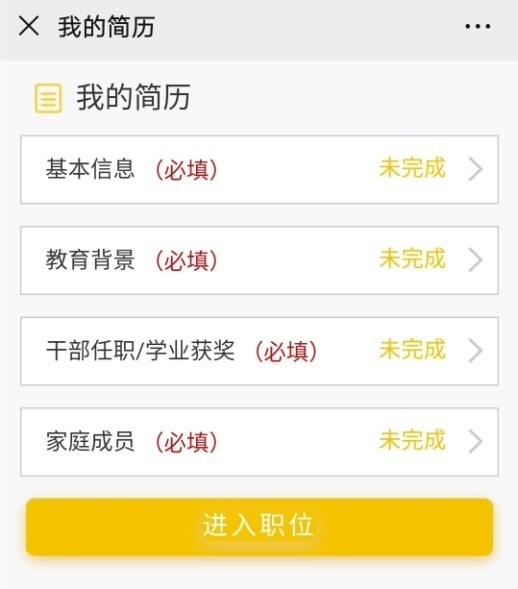 我的简历
我的简历
基本信息 （必填） 未完成
教育背景 （必填） 未完成
干部任职/学业获奖 （必填） 未完成
家庭成员 （必填） 未完成
进入职位